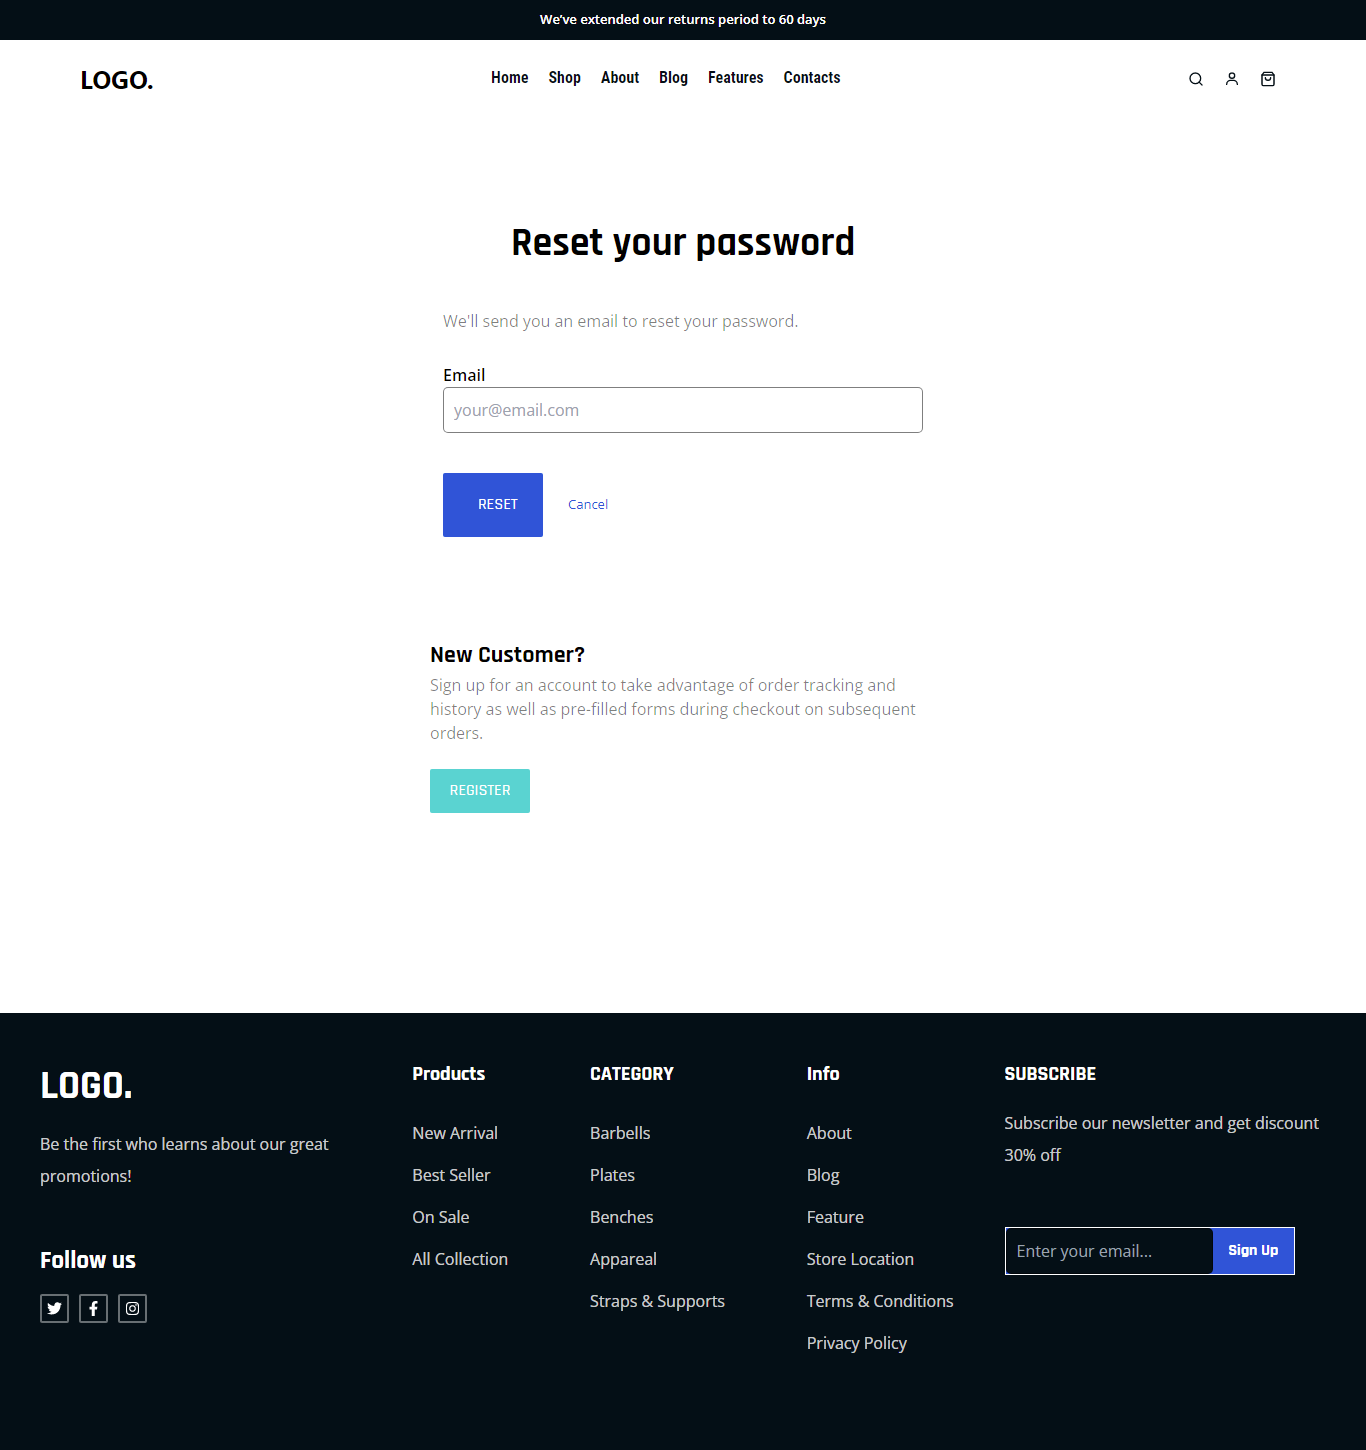 We've extended our returns period to 60 days
LOGO.
Home Shop About Blog Features Contacts
Reset your password
We'll send you an email to reset your password.
Email
your@email.com
RESET
Cancel
New Customer?
Sign up for an account to take advantage of order tracking and
history as well as pre-filled forms during checkout on subsequent
orders.
REGISTER
LOGO.
Be the first who learns about our great
promotions!
Follow us
Products
New Arrival
Best Seller
On Sale
All Collection
CATEGORY
Barbells
Plates
Benches
Appareal
Straps & Supports
Info
About
Blog
Feature
Store Location
Terms & Conditions
Privacy Policy
SUBSCRIBE
Subscribe our newsletter and get discount
30% off
Enter your email...
Sign Up